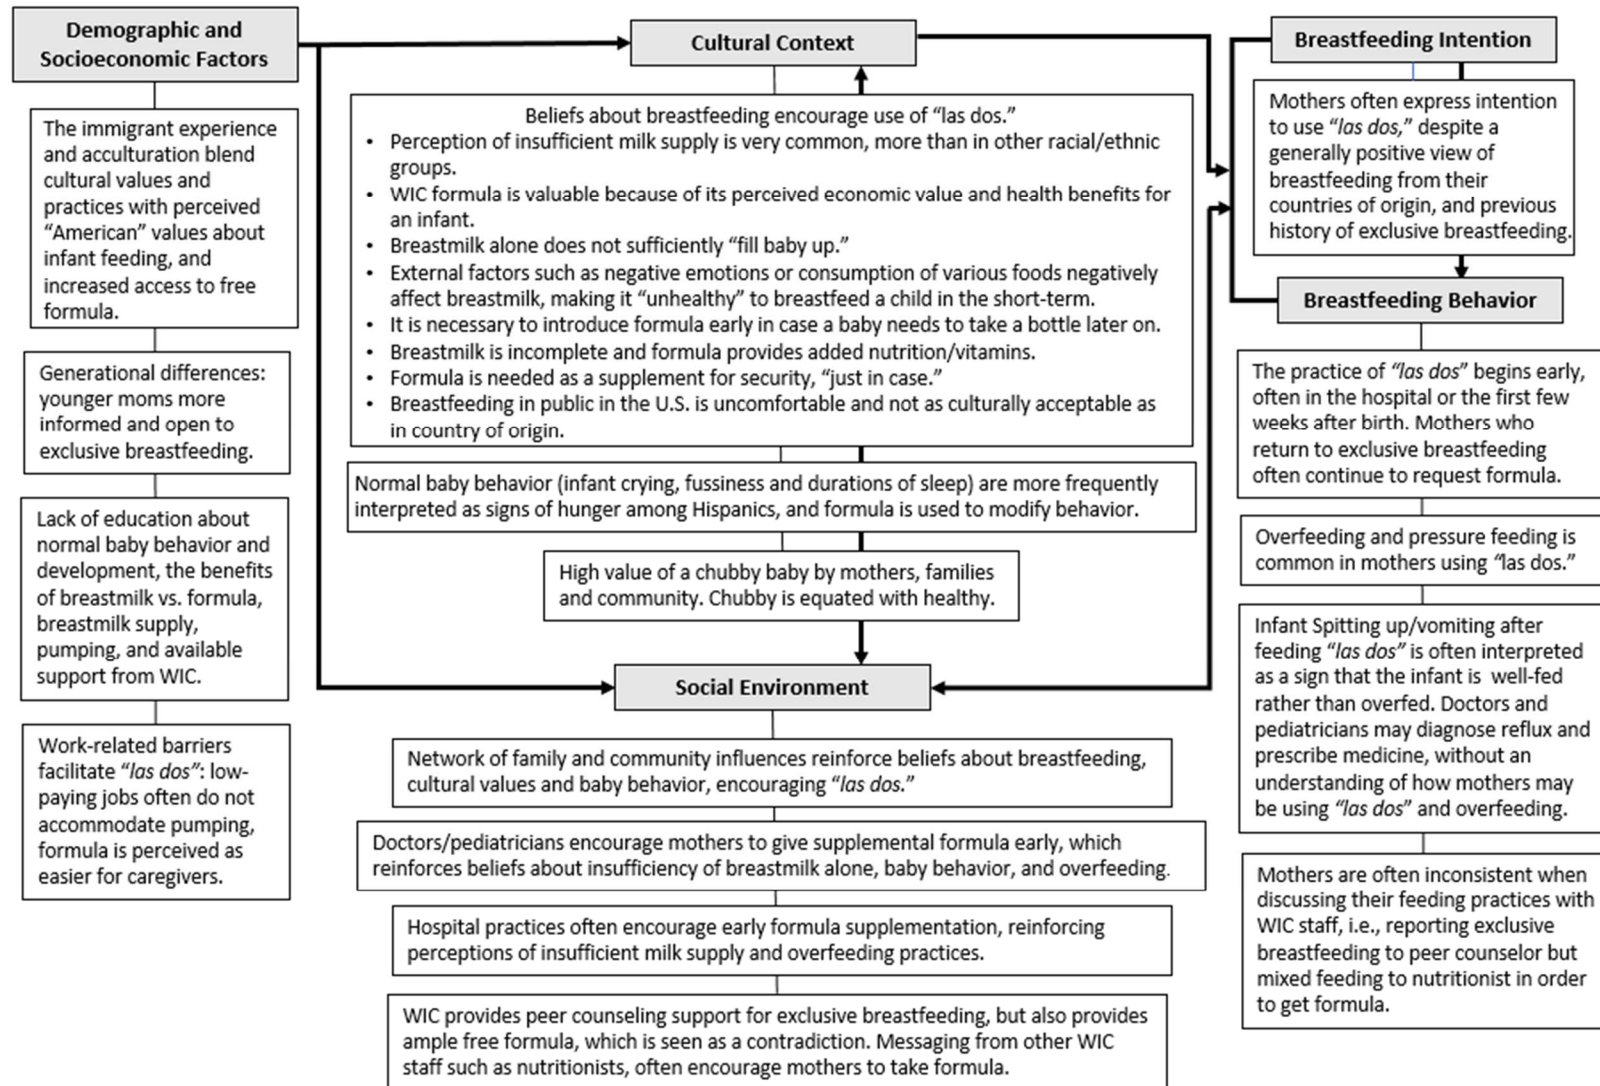 Demographic and
Socioeconomic Factors
The immigrant experience
and acculturation blend
cultural values and
practices with perceived
“American” values about
infant feeding, and
increased access to free
formula.
Generational differences:
younger moms more
informed and open to
exclusive breastfeeding.
Lack of education about
normal baby behavior and
development, the benefits
of breastmilk vs. formula,
breastmilk supply,
pumping, and available
support from WIC.
Work-related barriers
facilitate “las dos”: low-
paying jobs often do not
accommodate pumping,
formula is perceived as
easier for caregivers.
Cultural Context
Beliefs about breastfeeding encourage use of “las dos.”
• Perception of insufficient milk supply is very common, more than in other racial/ethnic
groups.
• WIC formula is valuable because of its perceived economic value and health benefits for
an infant.
• Breastmilk alone does not sufficiently “fill baby up.”
• External factors such as negative emotions or consumption of various foods negatively
affect breastmilk, making it “unhealthy” to breastfeed a child in the short-term.
• It is necessary to introduce formula early in case a baby needs to take a bottle later on.
• Breastmilk is incomplete and formula provides added nutrition/vitamins.
• Formula is needed as a supplement for security, “just in case.”
• Breastfeeding in public in the U.S. is uncomfortable and not as culturally acceptable as
in country of origin.
Normal baby behavior (infant crying, fussiness and durations of sleep) are more frequently
interpreted as signs of hunger among Hispanics, and formula is used to modify behavior.
High value of a chubby baby by mothers, families
and community. Chubby is equated with healthy.
Social Environment
Network of family and community influences reinforce beliefs about breastfeeding,
cultural values and baby behavior, encouraging “las dos.”
Doctors/pediatricians encourage mothers to give supplemental formula early, which
reinforces beliefs about insufficiency of breastmilk alone, baby behavior, and overfeeding.
Hospital practices often encourage early formula supplementation, reinforcing
perceptions of insufficient milk supply and overfeeding practices.
WIC provides peer counseling support for exclusive breastfeeding, but also provides
ample free formula, which is seen as a contradiction. Messaging from other WIC
staff such as nutritionists, often encourage mothers to take formula.
Breastfeeding Intention
Mothers often express intention
to use “las dos,” despite a
generally positive view of
breastfeeding from their
countries of origin, and previous
history of exclusive breastfeeding.
Breastfeeding Behavior
The practice of “las dos” begins early,
often in the hospital or the first few
weeks after birth. Mothers who
return to exclusive breastfeeding
often continue to request formula.
Overfeeding and pressure feeding is
common in mothers using “las dos.”
Infant Spitting up/vomiting after
feeding “las dos” is often interpreted
as a sign that the infant is well-fed
rather than overfed. Doctors and
pediatricians may diagnose reflux and
prescribe medicine, without an
understanding of how mothers may
be using “las dos” and overfeeding.
Mothers are often inconsistent when
discussing their feeding practices with
WIC staff, i.e., reporting exclusive
breastfeeding to peer counselor but
mixed feeding to nutritionist in order
to get formula.